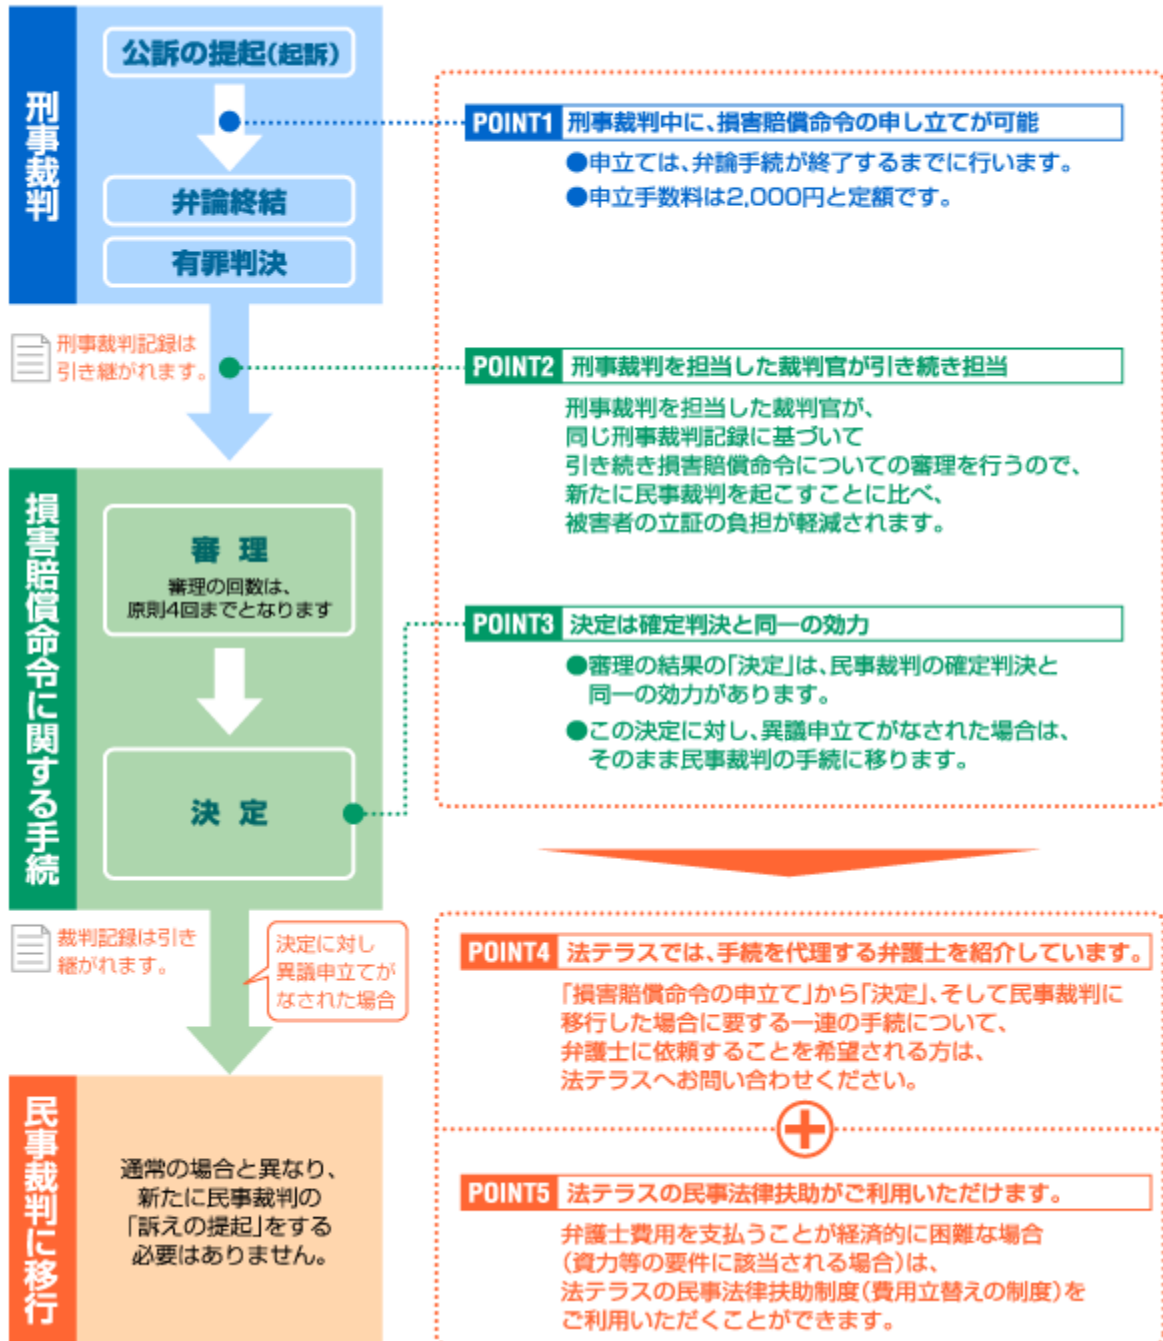 刑事裁判
公訴の提起(起訴)
弁論終結
有罪判決
POINT1 刑事裁判中に、損害賠償命令の申し立てが可能
●申立ては、弁論手続が終了するまでに行います。
●申立手数料は2,000円と定額です。
刑事裁判記録は
引き継がれます。
POINT2 刑事裁判を担当した裁判官が引き続き担当
刑事裁判を担当した裁判官が、
同じ刑事裁判記録に基づいて
引き続き損害賠償命令についての審理を行うので、
新たに民事裁判を起こすことに比べ、
被害者の立証の負担が軽減されます。
損害賠償命令に関する手続
審 理
審理の回数は、
原則4回までとなります
決 定
POINT3 決定は確定判決と同一の効力
●審理の結果の「決定」は、民事裁判の確定判決と
同一の効力があります。
●この決定に対し、異議申立てがなされた場合は、
そのまま民事裁判の手続に移ります。
裁判記録は引き
継がれます。
決定に対し
異議申立てが
なされた場合
POINT4 法テラスでは、手続を代理する弁護士を紹介しています。
「損害賠償命令の申立て」から「決定」、そして民事裁判に
移行した場合に要する一連の手続について、
弁護士に依頼することを希望される方は、
法テラスへお問い合わせください。
民事裁判に移行
通常の場合と異なり、
新たに民事裁判の
「訴えの提起」をする
必要はありません。
POINT5 法テラスの民事法律扶助がご利用いただけます。
弁護士費用を支払うことが経済的に困難な場合
(資力等の要件に該当される場合)は、
法テラスの民事法律扶助制度(費用立替えの制度)を
ご利用いただくことができます。